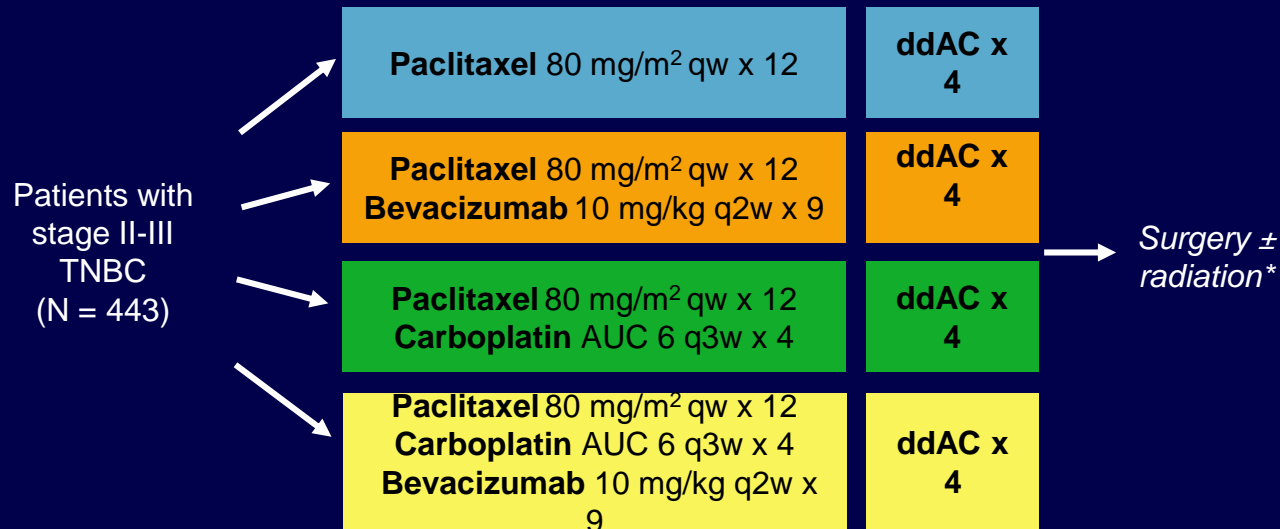 Patients with
stage II-III
TNBC
(N = 443)
Paclitaxel 80 mg/m² qw x 12
ddAC x
4
Paclitaxel 80 mg/m² qw x 12
Bevacizumab 10 mg/kg q2w x 9
ddAC x
4
Paclitaxel 80 mg/m² qw x 12
Carboplatin AUC 6 q3w x 4
ddAC x
4
Paclitaxel 80 mg/m² qw x 12
Carboplatin AUC 6 q3w x 4
Bevacizumab 10 mg/kg q2w x
9
ddAC x
4
Surgery ±
radiation*